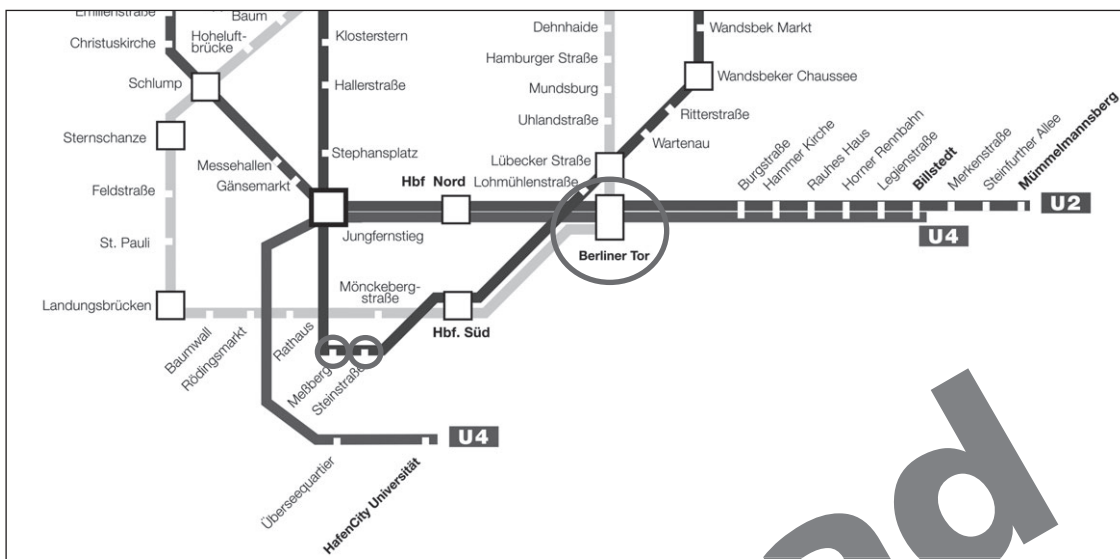 Emilienstraße
Baum
Christuskirche
Hoheluft-
brücke
Klosterstern
Dehnhaide
Wandsbek Markt
Hamburger Straße
Schlump
Hallerstraße
Wandsbeker Chaussee
Mundsburg
Ritterstraße
Uhlandstraße
Sternschanze
Wartenau
Messehallen
Stephansplatz
Lübecker Straße
Gänsemarkt
Hbf Nord
Lohmühlenstraße
Burgstraße
Hammer Kirche
Rauhes Haus
Horner Rennbahn
Legienstraße
Billstedt
Merkenstraße
Steinfurther Allee
Mümmelmannsberg
Feldstraße
U2
St. Pauli
Jungfernstieg
U4
Berliner Tor
Landungsbrücken
Mönckeberg-
straße
Hbf. Süd
Baumwall
Rödingsmarkt
Rathaus
Meßberg
Steinstraße
U4
Überseequartier
HafenCity Universität